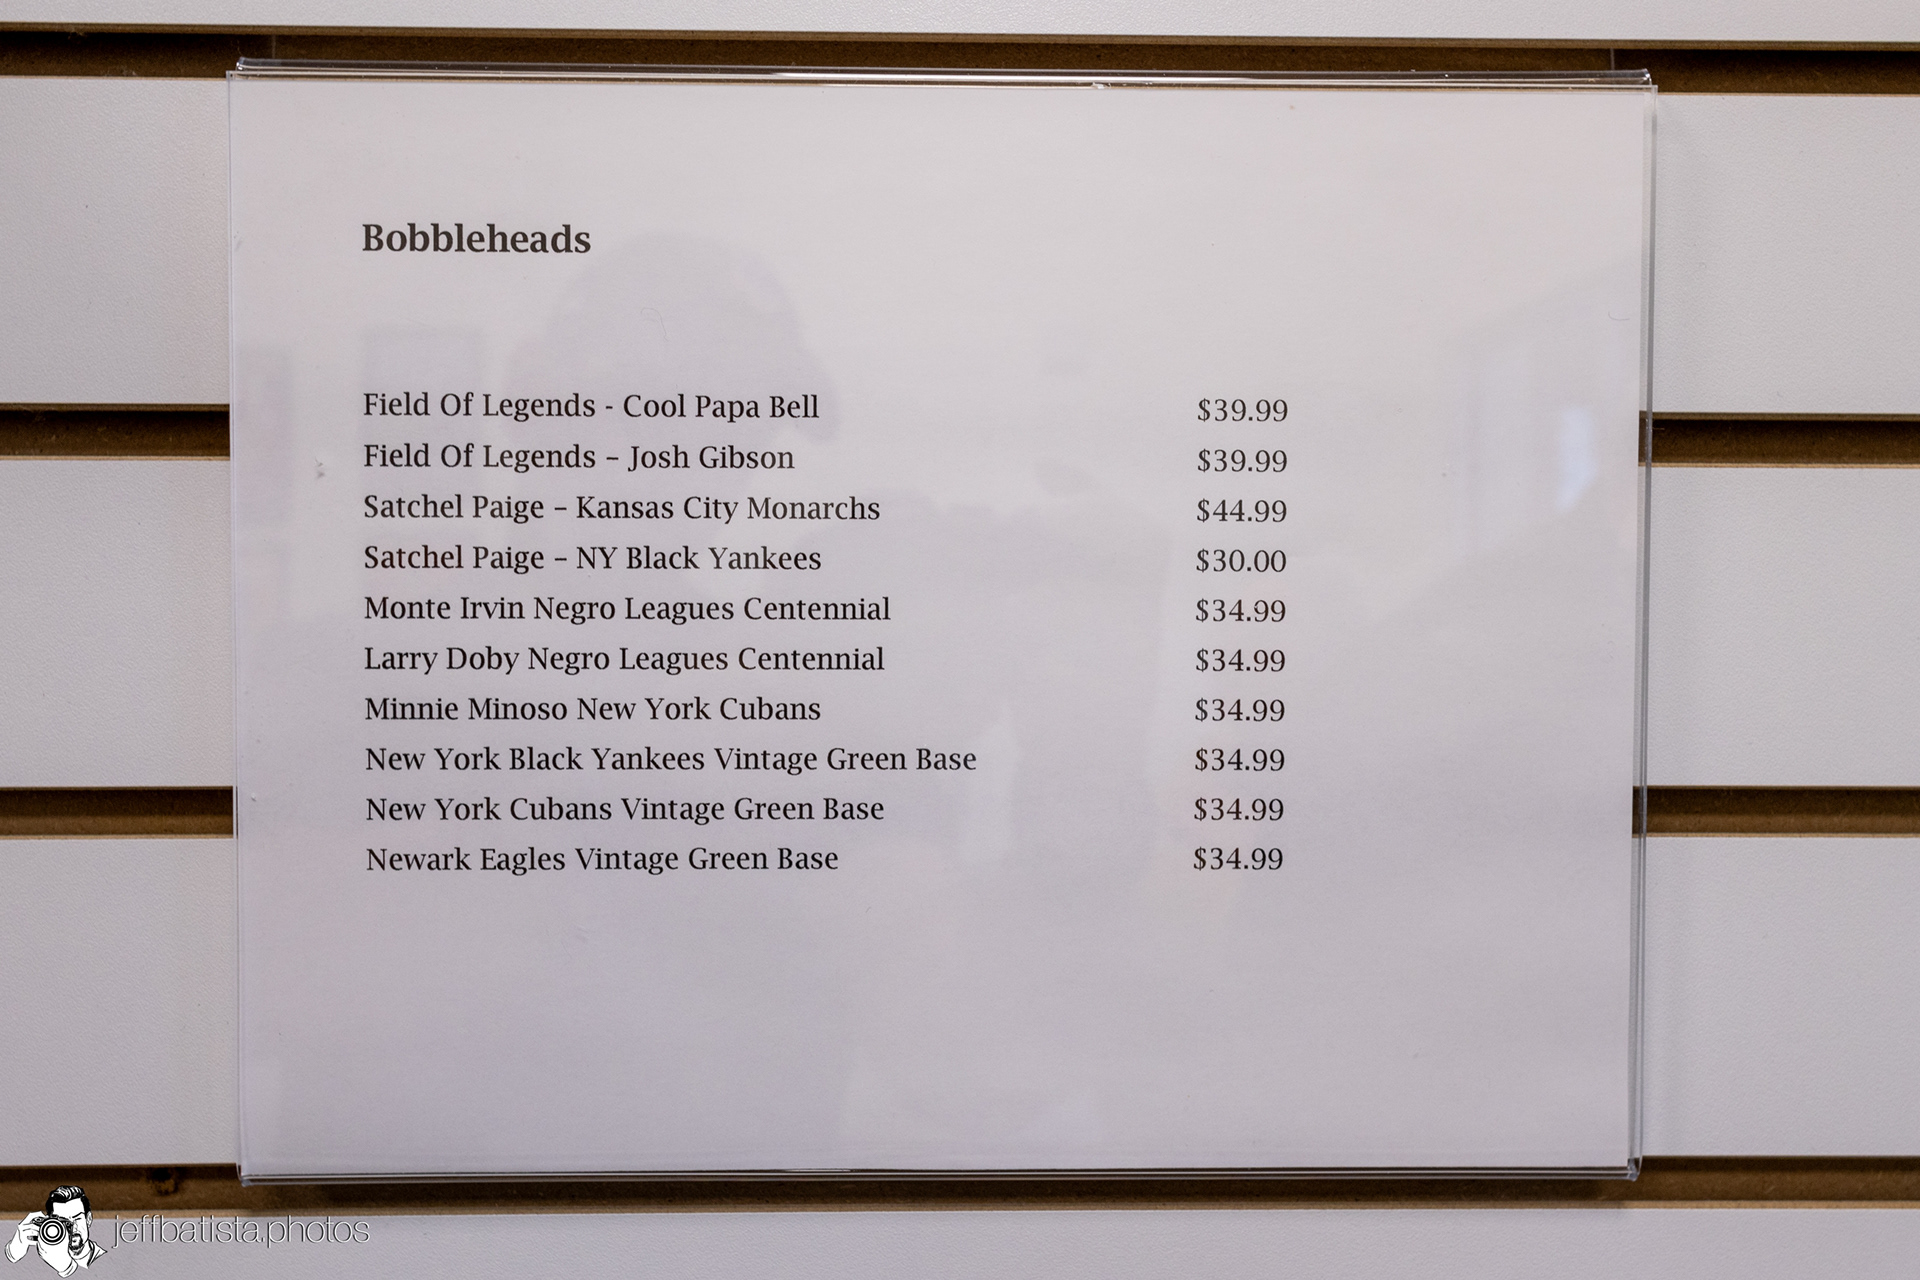 Bobbleheads
Field Of Legends - Cool Papa Bell $39.99
Field Of Legends – Josh Gibson $39.99
Satchel Paige – Kansas City Monarchs $44.99
Satchel Paige – NY Black Yankees $30.00
Monte Irvin Negro Leagues Centennial $34.99
Larry Doby Negro Leagues Centennial $34.99
Minnie Minoso New York Cubans $34.99
New York Black Yankees Vintage Green Base $34.99
New York Cubans Vintage Green Base $34.99
Newark Eagles Vintage Green Base $34.99
jeffbatista.photos